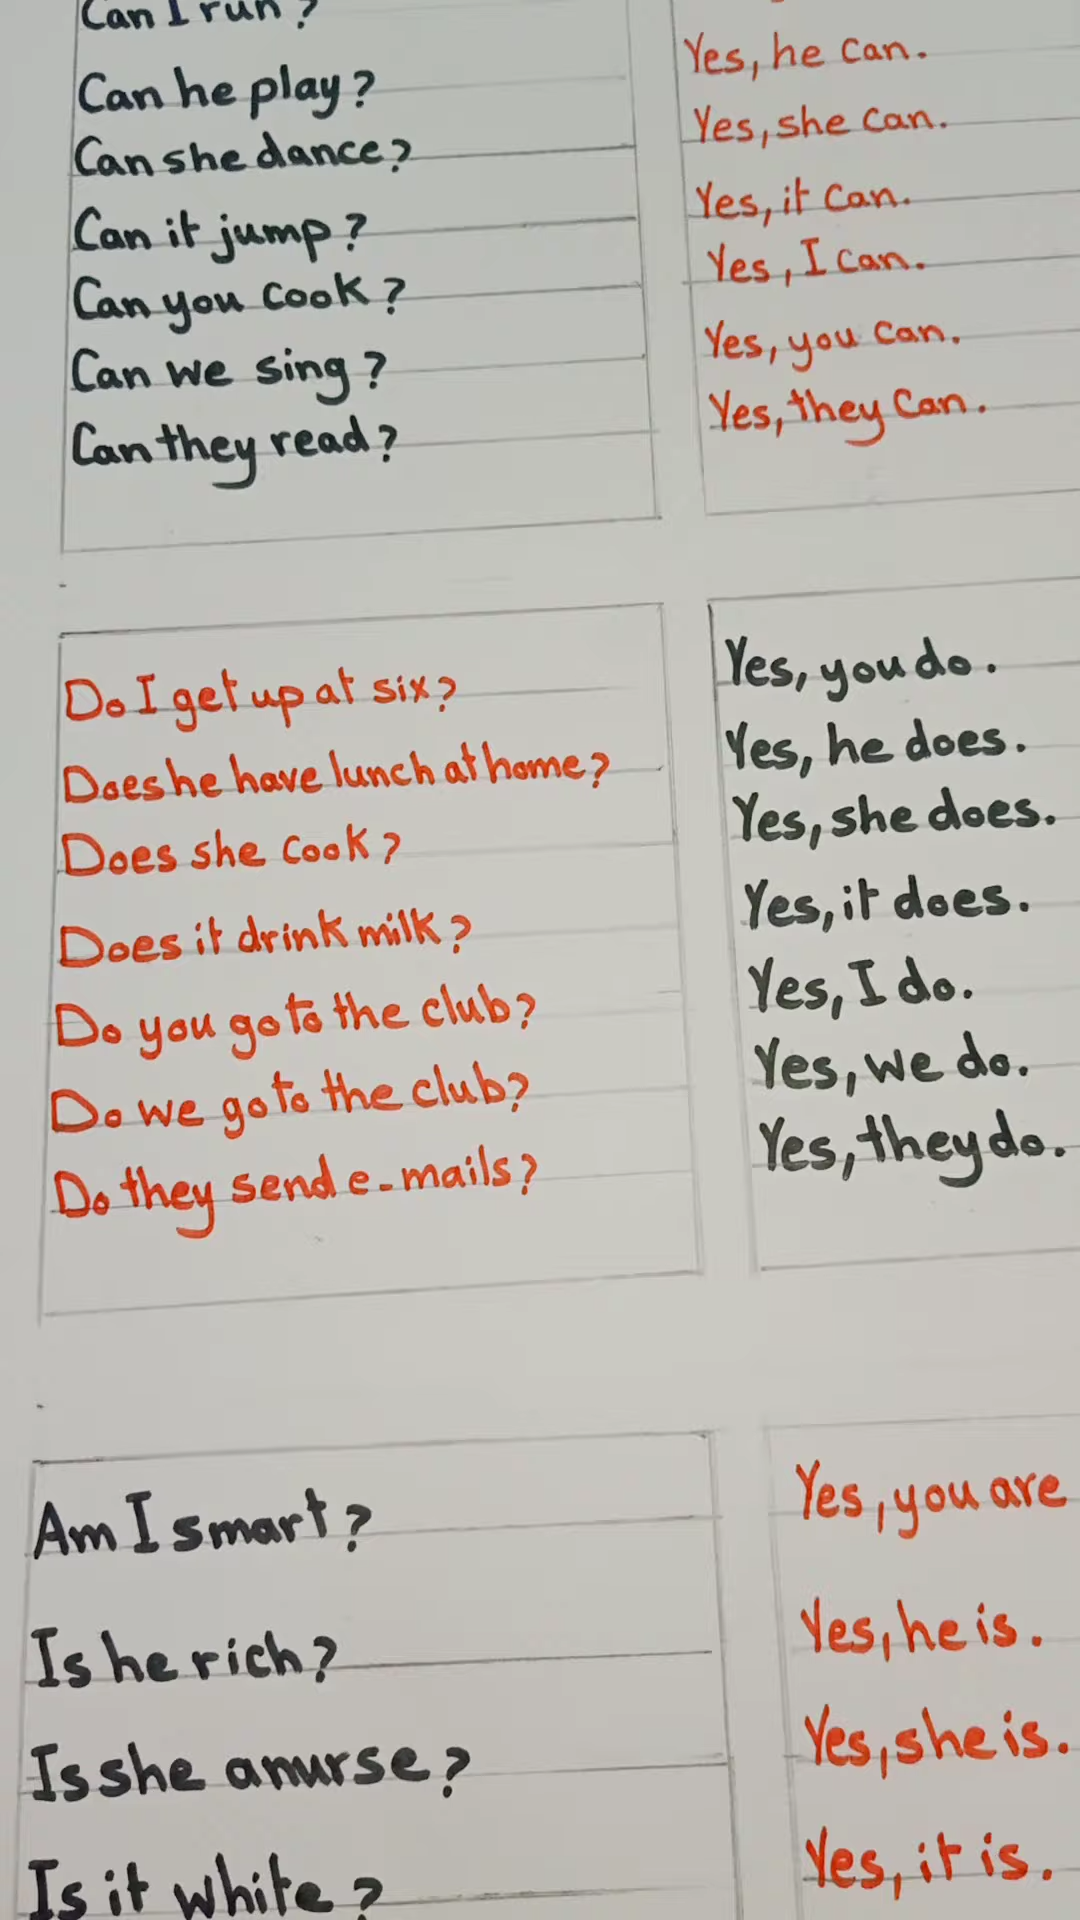 Can I run?
Can he play?
Can she dance?
Can it jump?
Can you cook?
Can we sing?
Can they read?
Yes, he can.
Yes, she can.
Yes, it can.
Yes, I can.
Yes, you can.
Yes, they can.
Do I get up at six?
Does he have lunch at home?
Does she cook?
Does it drink milk?
Do you go to the club?
Do we go to the club?
Do they send e-mails?
Yes, you do.
Yes, he does.
Yes, she does.
Yes, it does.
Yes, I do.
Yes, we do.
Yes, they do.
Am I smart?
Is he rich?
Is she a nurse?
Is it white?
Yes, you are
Yes, he is.
Yes, she is.
Yes, it is.